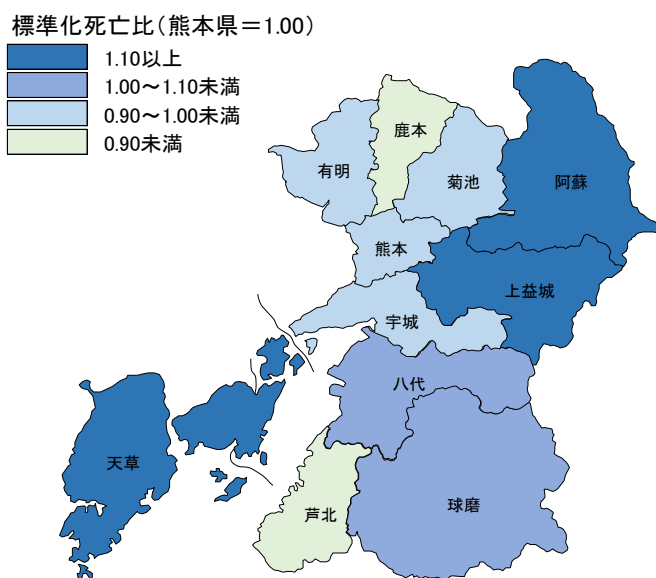 標準化死亡比(熊本県=1.00)
1.10以上
1.00～1.10未満
0.90～1.00未満
0.90未満
鹿本
有明
菊池
阿蘇
熊本
上益城
宇城
八代
天草
球磨
芦北